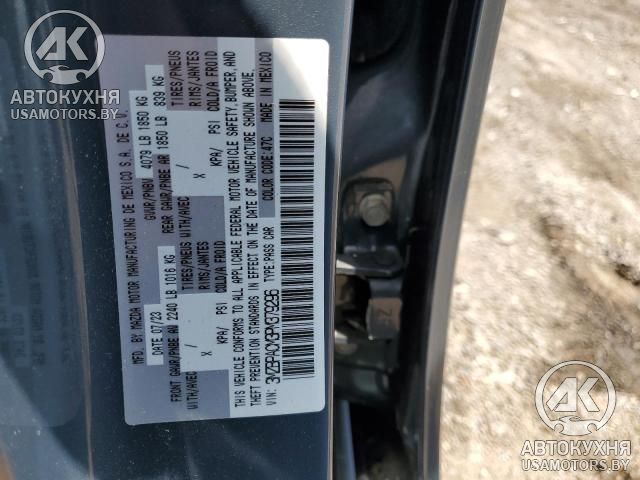 АВТОКУХНЯ
USAMOTORS.BY
MFD. BY MAZDA MOTOR MANUFACTURING DE MEXICO S.A. DE C.V.
DATE 07/23 GVWR/PNBV 4079 LB 1850 KG
FRONT GAWR/PNBE AV 2240 LB 1016 KG REAR GAWR/PNBE AR 1850 LB 839 KG
WITH/AVEC TIRES/PNEUS WITH/AVEC TIRES/PNEUS
X RIMS/JANTES X RIMS/JANTES
KPA/ PSI COLD/A FROID KPA/ PSI COLD/A FROID
THIS VEHICLE CONFORMS TO ALL APPLICABLE FEDERAL MOTOR VEHICLE SAFETY, BUMPER, AND
THEFT PREVENTION STANDARDS IN EFFECT ON THE DATE OF MANUFACTURE SHOWN ABOVE.
VIN: TYPE:PASS CAR COLOR CODE:47C MADE IN MEXICO
АВТОКУХНЯ
USAMOTORS.BY